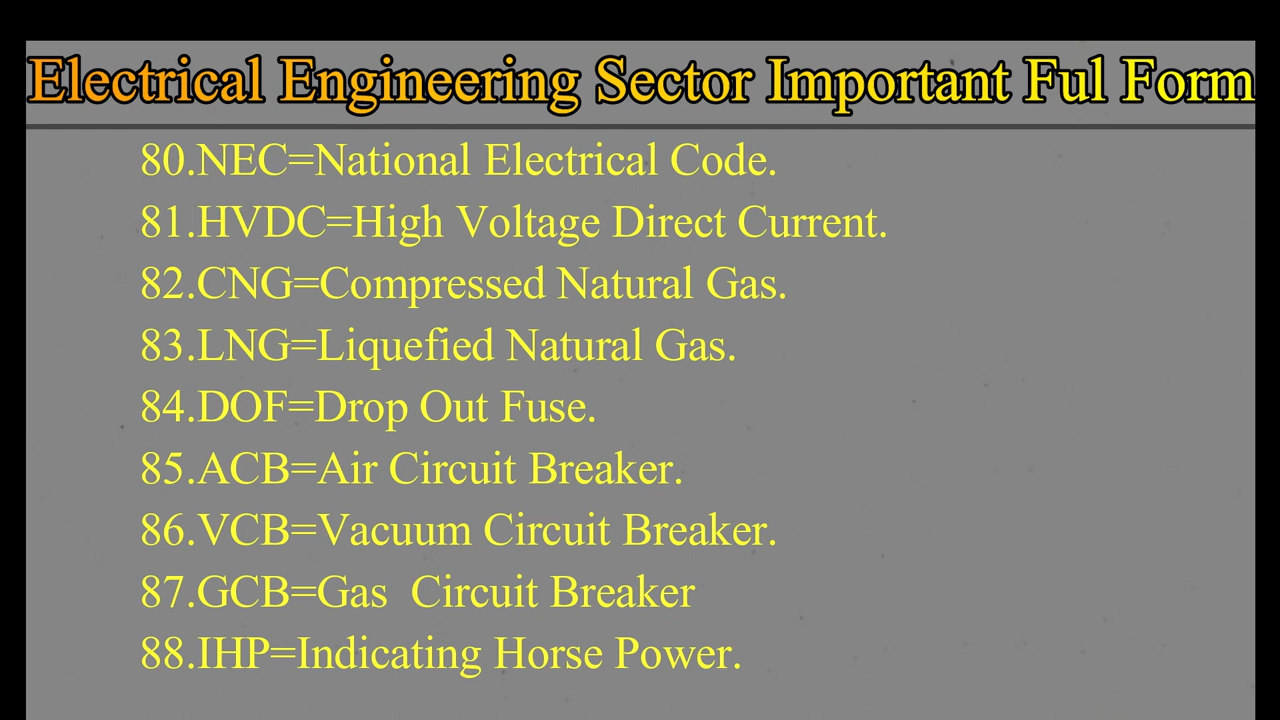 Electrical Engineering Sector Important Ful Form
80.NEC=National Electrical Code.
81.HVDC=High Voltage Direct Current.
82.CNG=Compressed Natural Gas.
83.LNG=Liquefied Natural Gas.
84.DOF=Drop Out Fuse.
85.ACB=Air Circuit Breaker.
86.VCB=Vacuum Circuit Breaker.
87.GCB=Gas  Circuit Breaker
88.IHP=Indicating Horse Power.